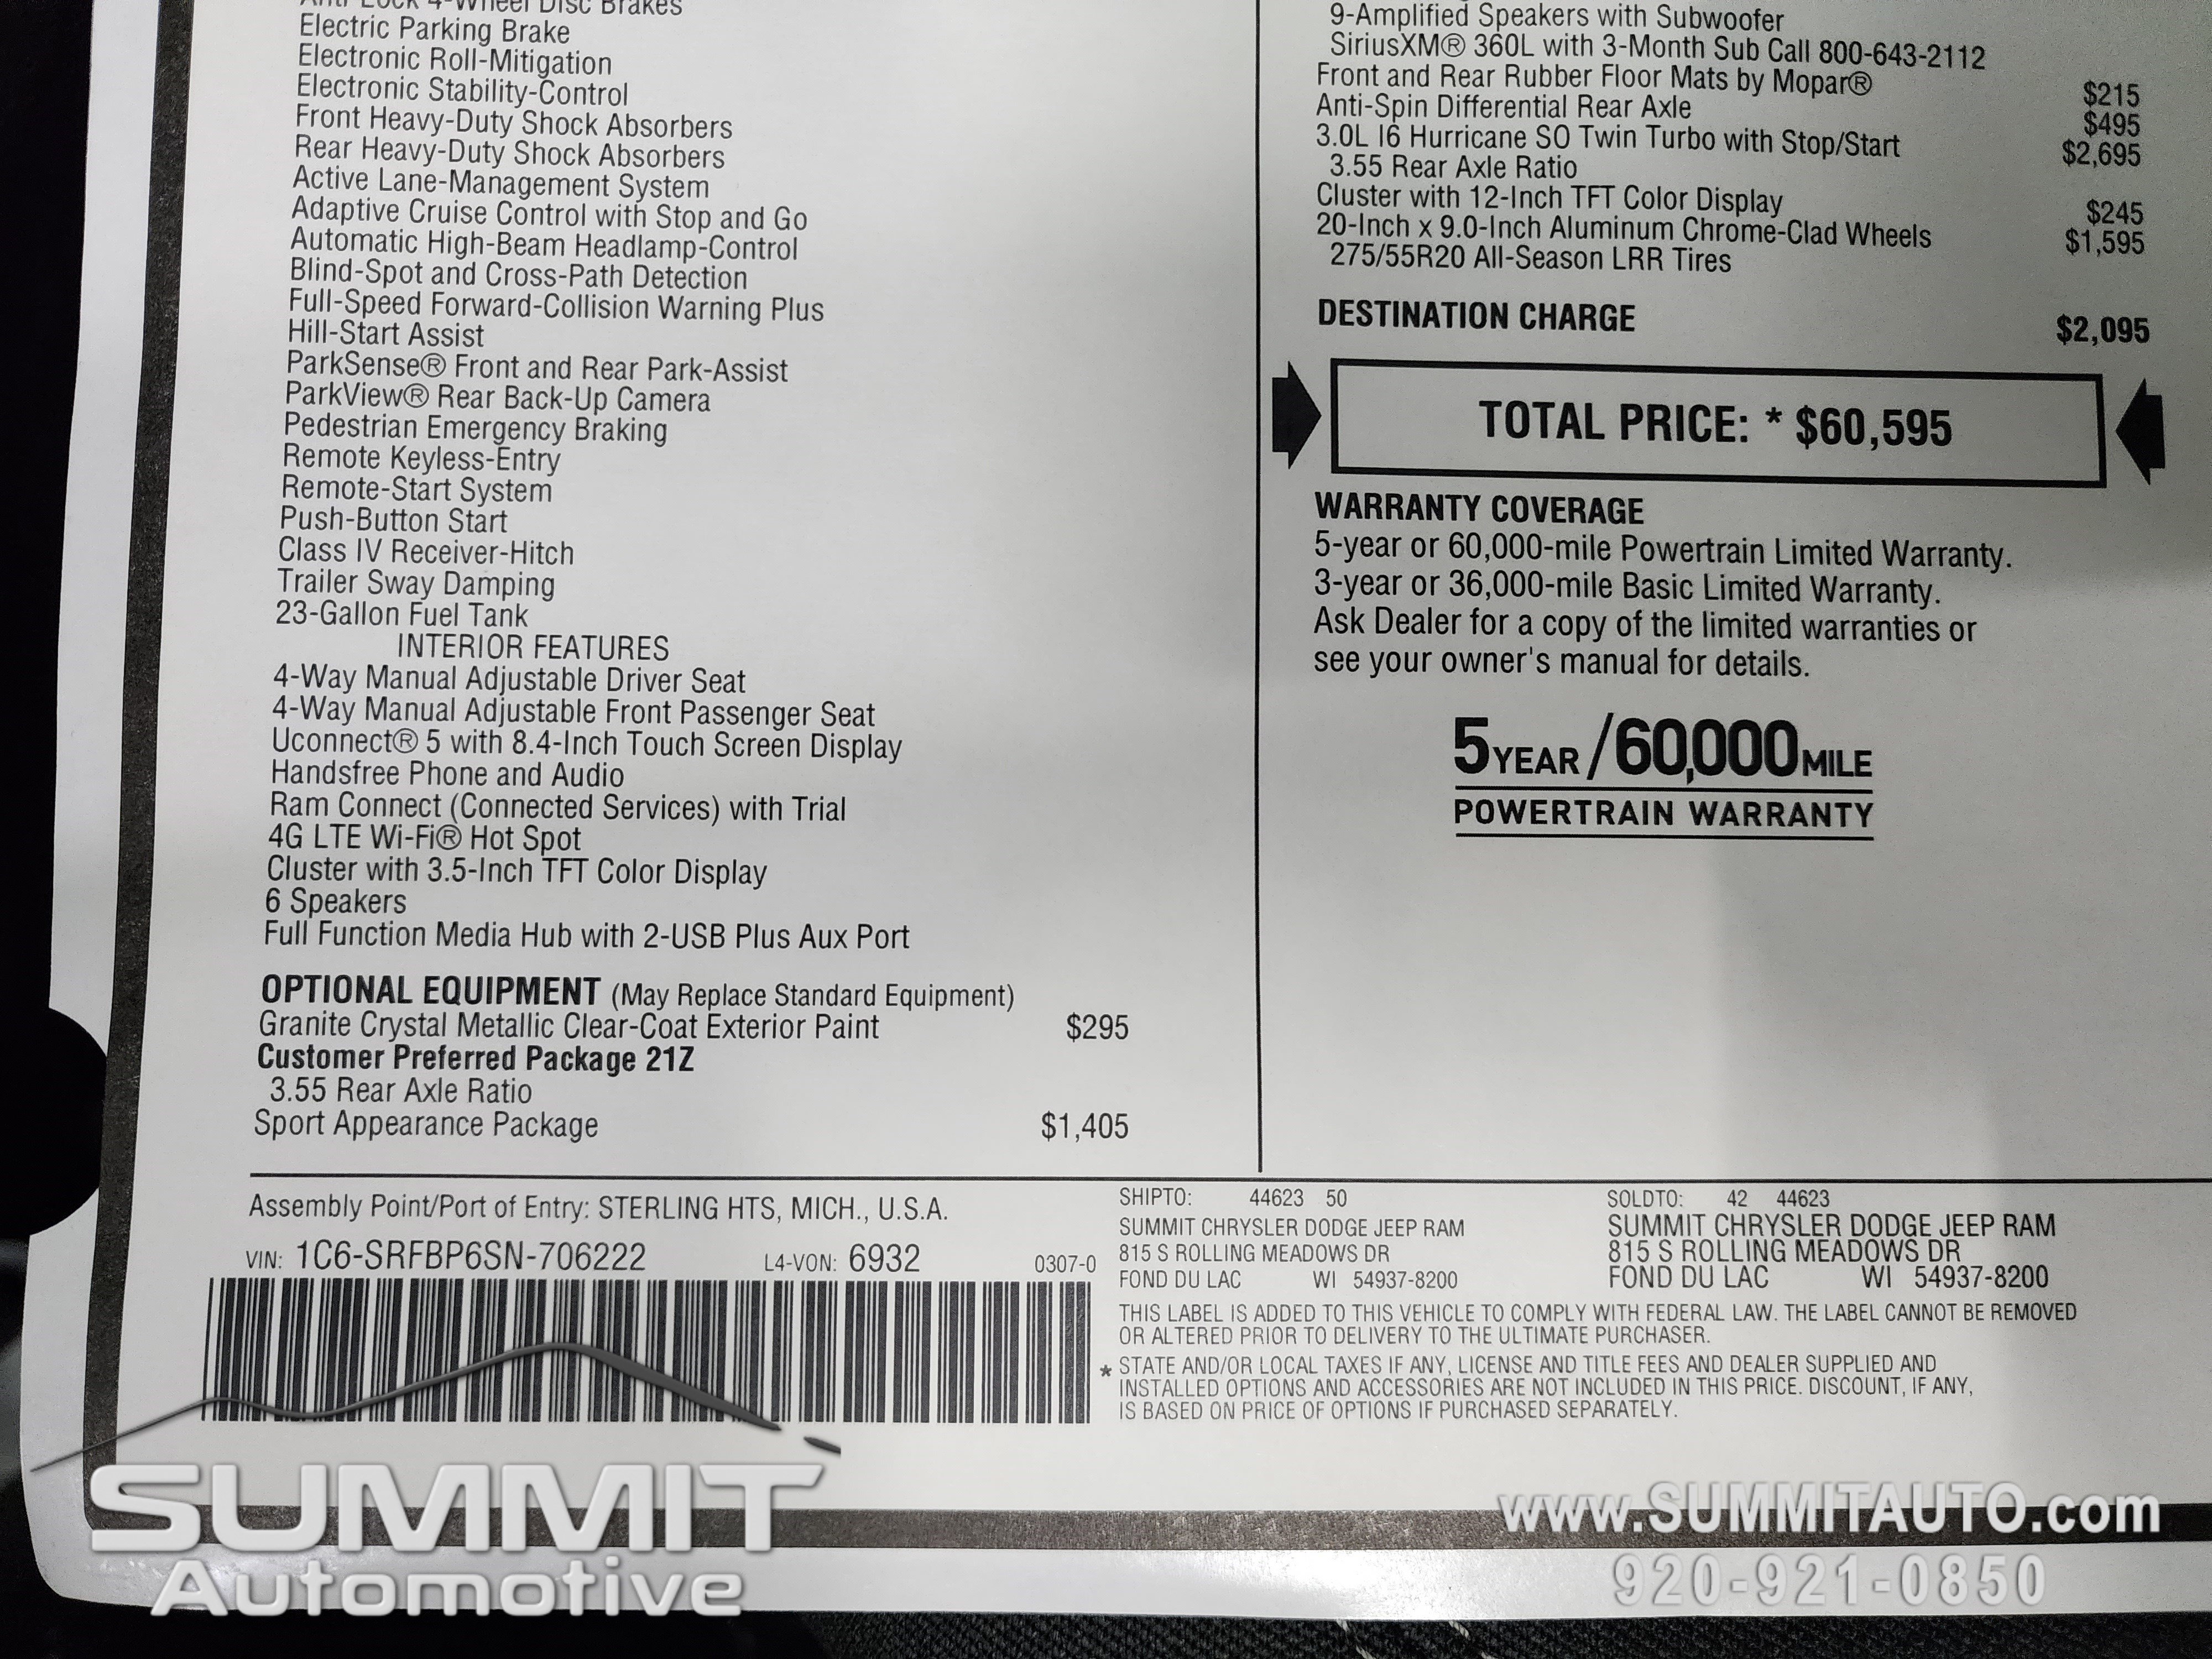 Anti-Lock 4-Wheel Disc Brakes
Electric Parking Brake
Electronic Roll-Mitigation
Electronic Stability-Control
Front Heavy-Duty Shock Absorbers
Rear Heavy-Duty Shock Absorbers
Active Lane-Management System
Adaptive Cruise Control with Stop and Go
Automatic High-Beam Headlamp-Control
Blind-Spot and Cross-Path Detection
Full-Speed Forward-Collision Warning Plus
Hill-Start Assist
ParkSense® Front and Rear Park-Assist
ParkView® Rear Back-Up Camera
Pedestrian Emergency Braking
Remote Keyless-Entry
Remote-Start System
Push-Button Start
Class IV Receiver-Hitch
Trailer Sway Damping
23-Gallon Fuel Tank
INTERIOR FEATURES
4-Way Manual Adjustable Driver Seat
4-Way Manual Adjustable Front Passenger Seat
Uconnect® 5 with 8.4-Inch Touch Screen Display
Handsfree Phone and Audio
Ram Connect (Connected Services) with Trial
4G LTE Wi-Fi® Hot Spot
Cluster with 3.5-Inch TFT Color Display
6 Speakers
Full Function Media Hub with 2-USB Plus Aux Port
OPTIONAL EQUIPMENT (May Replace Standard Equipment)
Granite Crystal Metallic Clear-Coat Exterior Paint $295
Customer Preferred Package 21Z
3.55 Rear Axle Ratio
Sport Appearance Package $1,405
9-Amplified Speakers with Subwoofer
SiriusXM® 360L with 3-Month Sub Call 800-643-2112
Front and Rear Rubber Floor Mats by Mopar® $215
Anti-Spin Differential Rear Axle $495
3.0L I6 Hurricane SO Twin Turbo with Stop/Start $2,695
3.55 Rear Axle Ratio
Cluster with 12-Inch TFT Color Display $245
20-Inch x 9.0-Inch Aluminum Chrome-Clad Wheels $1,595
275/55R20 All-Season LRR Tires
DESTINATION CHARGE $2,095
TOTAL PRICE: * $60,595
WARRANTY COVERAGE
5-year or 60,000-mile Powertrain Limited Warranty.
3-year or 36,000-mile Basic Limited Warranty.
Ask Dealer for a copy of the limited warranties or
see your owner's manual for details.
5 YEAR/60,000 MILE
POWERTRAIN WARRANTY
Assembly Point/Port of Entry: STERLING HTS, MICH., U.S.A.
VIN: 1C6-SRFBP6SN-706222 L4-VON: 6932 0307-0
SHIPTO: 44623 50
SUMMIT CHRYSLER DODGE JEEP RAM
815 S ROLLING MEADOWS DR
FOND DU LAC WI 54937-8200
SOLDTO: 42 44623
SUMMIT CHRYSLER DODGE JEEP RAM
815 S ROLLING MEADOWS DR
FOND DU LAC WI 54937-8200
THIS LABEL IS ADDED TO THIS VEHICLE TO COMPLY WITH FEDERAL LAW. THE LABEL CANNOT BE REMOVED
OR ALTERED PRIOR TO DELIVERY TO THE ULTIMATE PURCHASER.
* STATE AND/OR LOCAL TAXES IF ANY, LICENSE AND TITLE FEES AND DEALER SUPPLIED AND
INSTALLED OPTIONS AND ACCESSORIES ARE NOT INCLUDED IN THIS PRICE. DISCOUNT, IF ANY,
IS BASED ON PRICE OF OPTIONS IF PURCHASED SEPARATELY.
SUMMIT
Automotive
www.SUMMITAUTO.com
920-921-0850